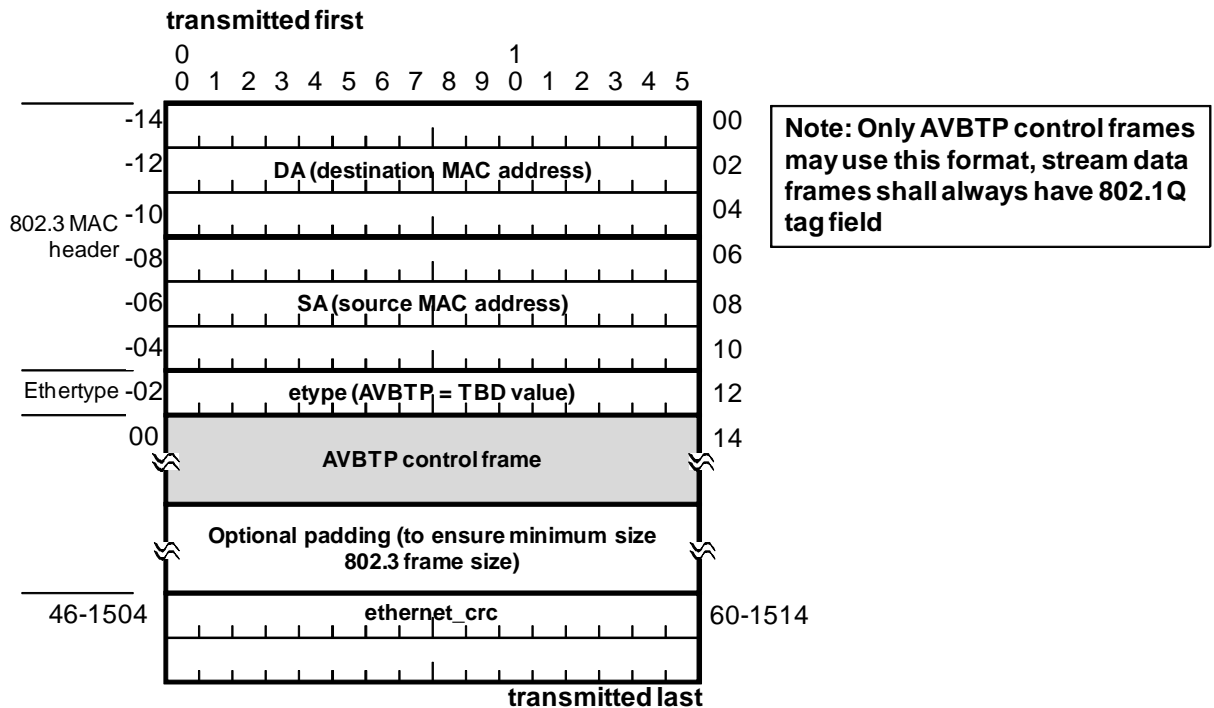 transmitted first
0 1
0 1 2 3 4 5 6 7 8 9 0 1 2 3 4 5
-14 00
-12 DA (destination MAC address) 02
-10 04
802.3 MAC
header
-08 06
-06 SA (source MAC address) 08
-04 10
Ethertype -02 etype (AVBTP = TBD value) 12
00 14
AVBTP control frame
Optional padding (to ensure minimum size
802.3 frame size)
46-1504 ethernet_crc 60-1514
transmitted last
Note: Only AVBTP control frames
may use this format, stream data
frames shall always have 802.1Q
tag field